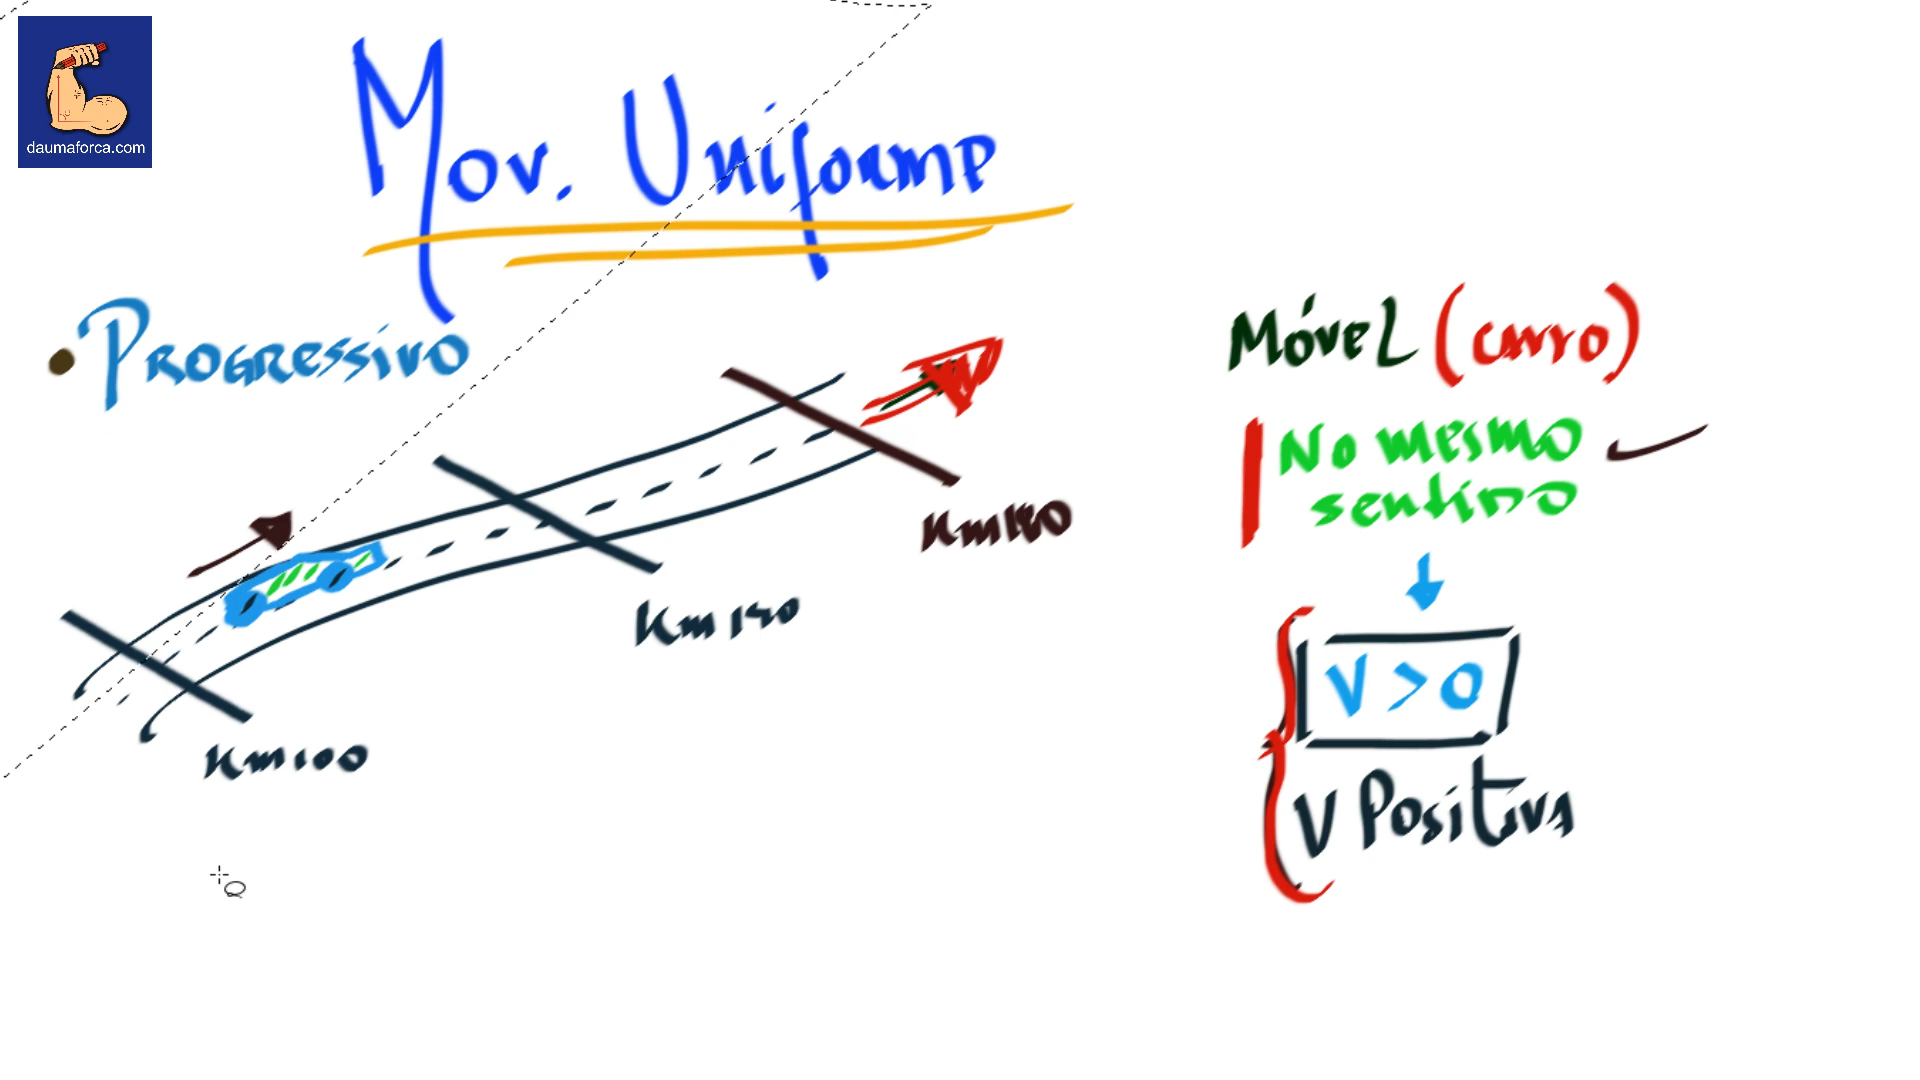 daumaforca.com
Mov. Uniforme
• Progressivo
Km 100
Km 140
Km 180
Móvel (carro)
No mesmo
sentido
V > 0
V Positiva